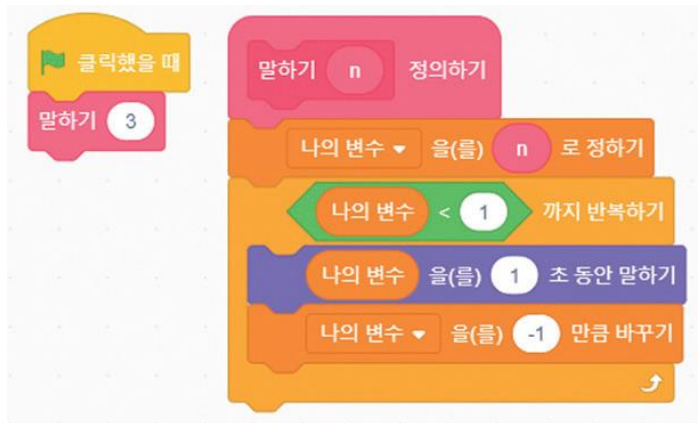 클릭했을 때
말하기 3
말하기 n 정의하기
나의 변수 을(를) n 로 정하기
나의 변수 < 1 까지 반복하기
나의 변수 을(를) 1 초 동안 말하기
나의 변수 을(를) -1 만큼 바꾸기